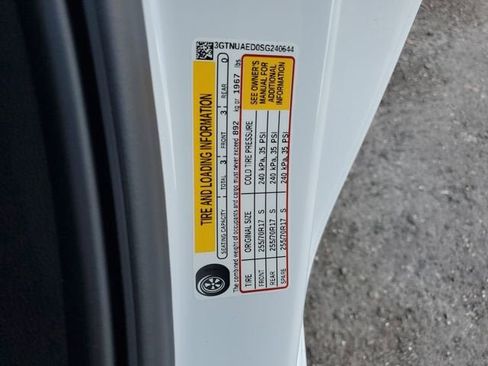 3GTNUAED0SG240644
TIRE AND LOADING INFORMATION
SEATING CAPACITY TOTAL 3 FRONT 3 REAR 0
The combined weight of occupants and cargo must never exceed 892 kg or 1967 lbs
TIRE ORIGINAL SIZE COLD TIRE PRESSURE
FRONT 255/70R17 S 240 kPa, 35 PSI
REAR 255/70R17 S 240 kPa, 35 PSI
SPARE 255/70R17 S 240 kPa, 35 PSI
SEE OWNER'S
MANUAL FOR
ADDITIONAL
INFORMATION